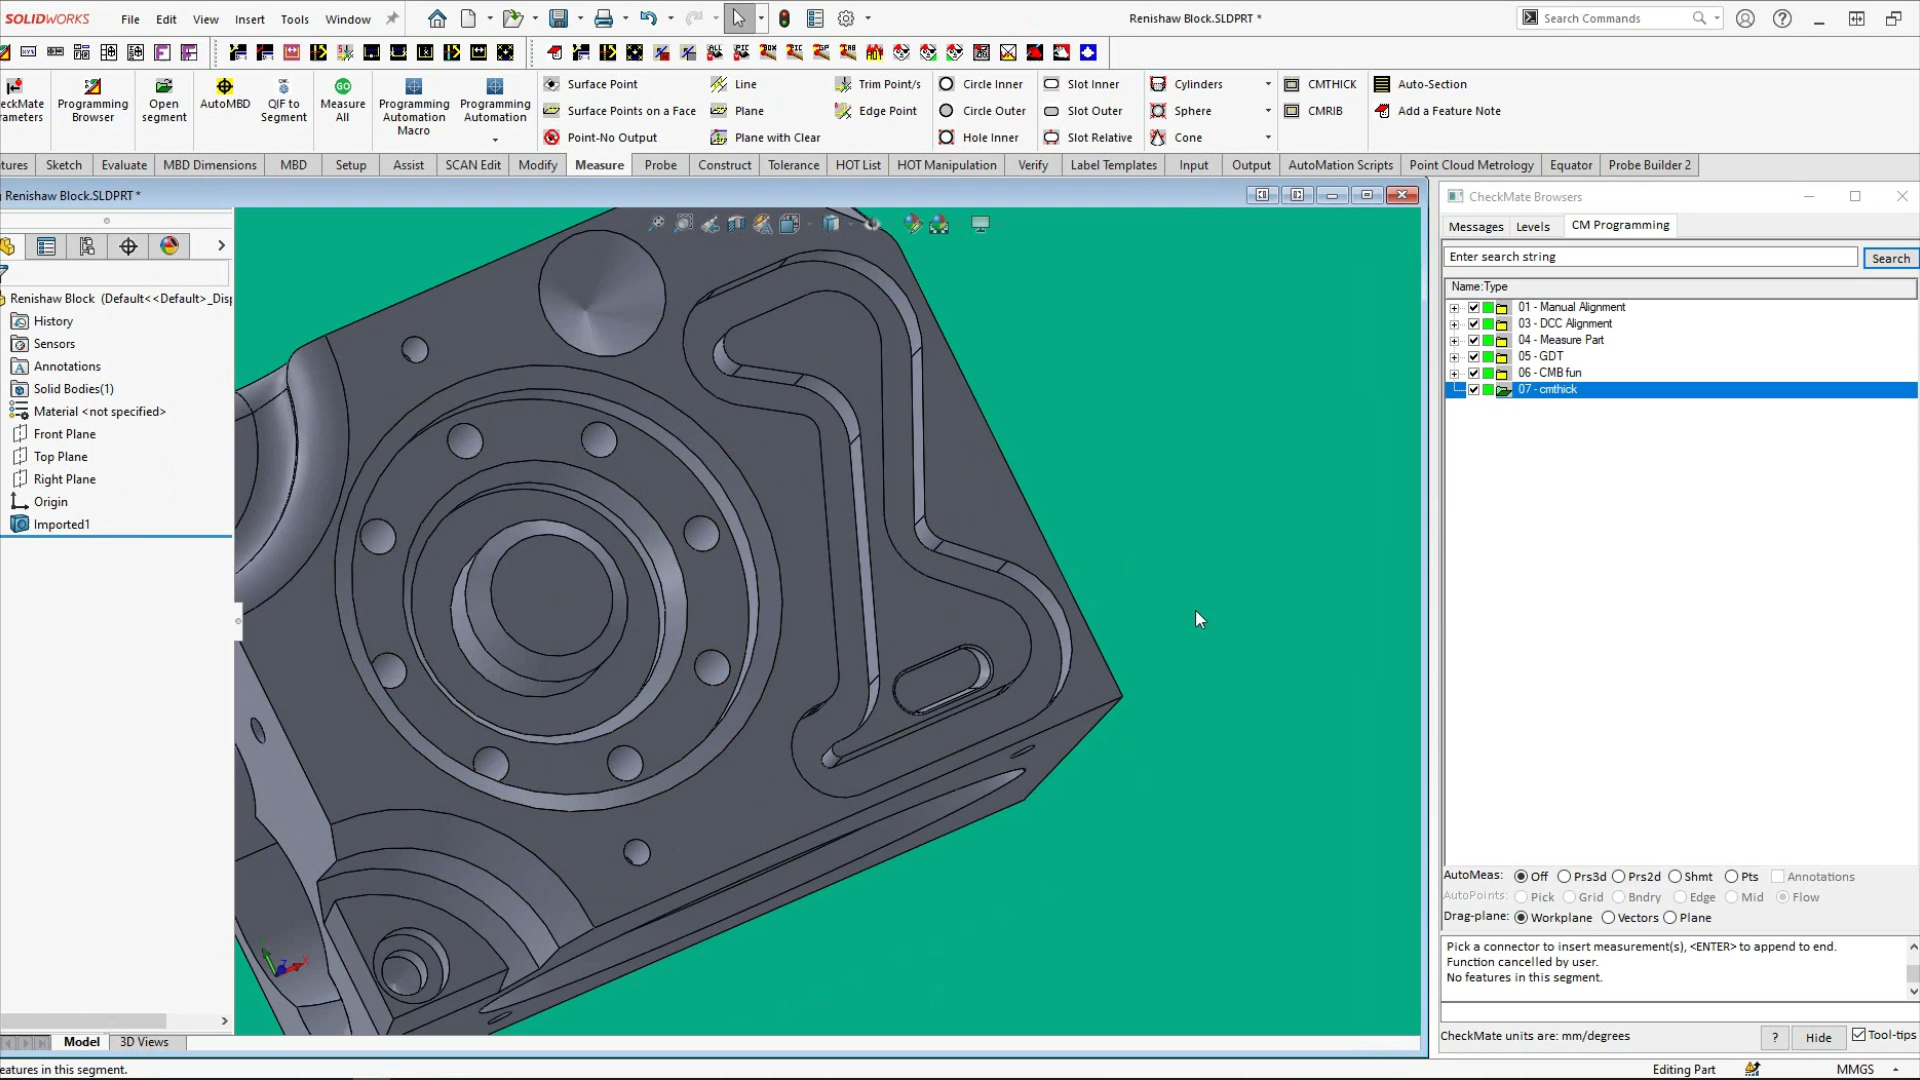 SOLIDWORKS File Edit View Insert Tools Window Renishaw Block.SLDPRT * Search Commands
eckMate rameters
Programming Browser
Open segment
AutoMBD
QIF to Segment
GO
Measure All
Programming Automation Macro
Programming Automation
Surface Point Line Trim Point/s Circle Inner Slot Inner Cylinders CMTHICK Auto-Section
Surface Points on a Face Plane Edge Point Circle Outer Slot Outer Sphere CMRIB Add a Feature Note
Point-No Output Plane with Clear Hole Inner Slot Relative Cone
tures Sketch Evaluate MBD Dimensions MBD Setup Assist SCAN Edit Modify Measure Probe Construct Tolerance HOT List HOT Manipulation Verify Label Templates Input Output AutoMation Scripts Point Cloud Metrology Equator Probe Builder 2
Renishaw Block.SLDPRT *
Renishaw Block (Default<<Default>_Disp
History
Sensors
Annotations
Solid Bodies(1)
Material <not specified>
Front Plane
Top Plane
Right Plane
Origin
Imported1
Model 3D Views
eatures in this segment.
CheckMate Browsers
Messages Levels CM Programming
Enter search string Search
Name:Type
01 - Manual Alignment
03 - DCC Alignment
04 - Measure Part
05 - GDT
06 - CMB fun
07 - cmthick
AutoMeas: Off Prs3d Prs2d Shmt Pts Annotations
AutoPoints: Pick Grid Bndry Edge Mid Flow
Drag-plane: Workplane Vectors Plane
Pick a connector to insert measurement(s), <ENTER> to append to end.
Function cancelled by user.
No features in this segment.
CheckMate units are: mm/degrees ? Hide Tool-tips
Editing Part MMGS